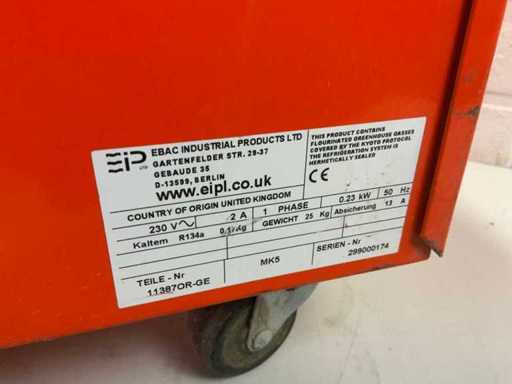 EIP LTD
EBAC INDUSTRIAL PRODUCTS LTD
GARTENFELDER STR. 29-37
GEBAUDE 35
D-13599, BERLIN
www.eipl.co.uk
THIS PRODUCT CONTAINS
FLOURINATED GREENHOUSE GASSES
COVERED BY THE KYOTO PROTOCOL
THE REFRIGERATION SYSTEM IS
HERMETICALLY SEALED
CE
COUNTRY OF ORIGIN UNITED KINGDOM
230 V 2 A 1 PHASE 0.23 kW 50 Hz
Kaltem R134a GEWICHT 25 Kg Absicherung 13 A
TEILE - Nr
11387OR-GE
MK5
SERIEN - Nr
299000174